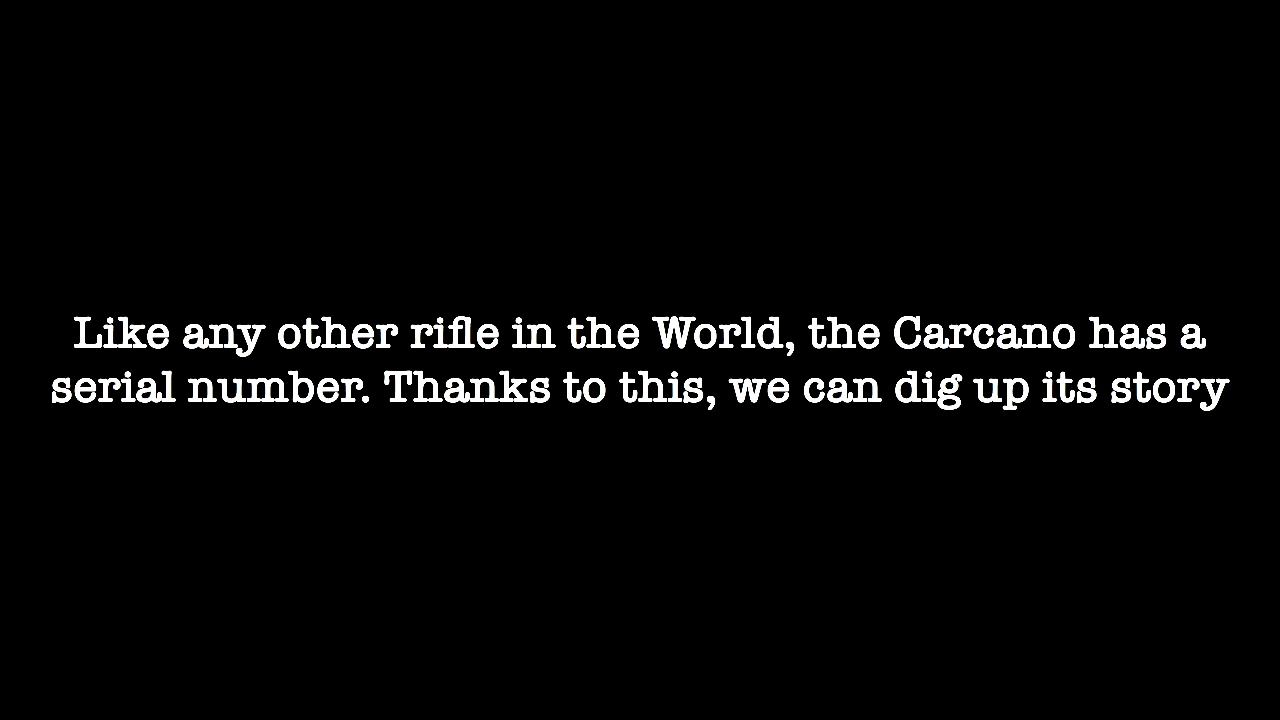 Like any other rifle in the World, the Carcano has a
serial number. Thanks to this, we can dig up its story